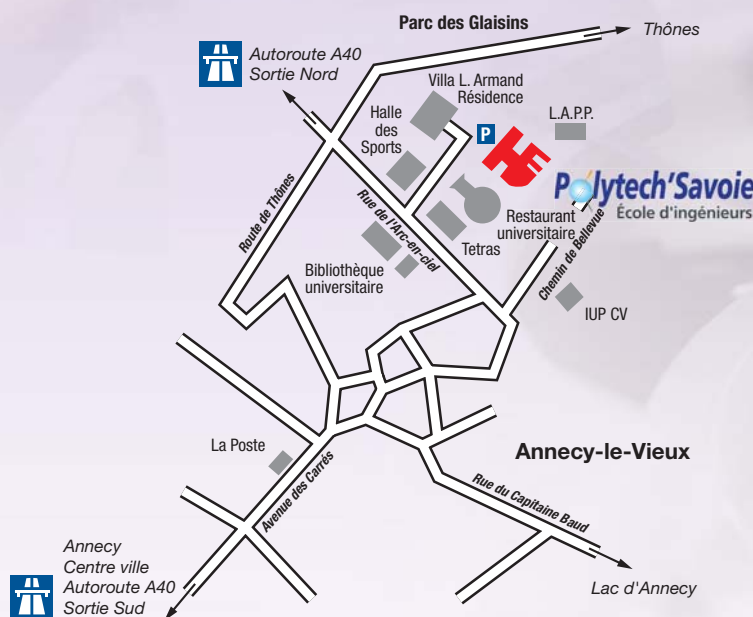 Parc des Glaisins
Thônes
Autoroute A40
Sortie Nord
Villa L. Armand
Résidence
Halle
des
Sports
P
L.A.P.P.
Polytech'Savoie
École d'ingénieurs
Route de Thônes
Rue de l'Arc-en-ciel
Restaurant
universitaire
Tetras
Chemin de Bellevue
Bibliothèque
universitaire
IUP CV
La Poste
Annecy-le-Vieux
Avenue des Carrés
Rue du Capitaine Baud
Annecy
Centre ville
Autoroute A40
Sortie Sud
Lac d'Annecy